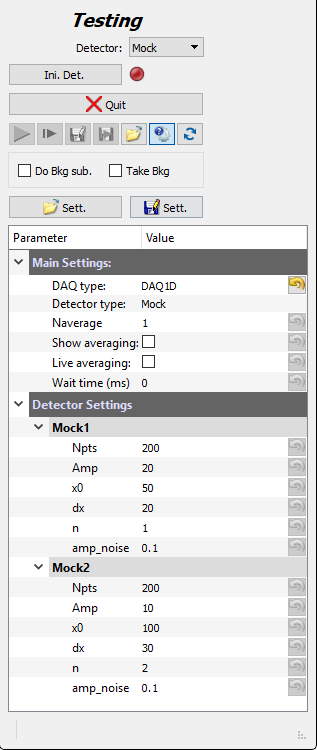 Testing
Detector: Mock
Ini. Det.
Quit
Do Bkg sub. Take Bkg
Sett. Sett.
Parameter Value
Main Settings:
DAQ type: DAQ1D
Detector type: Mock
Naverage 1
Show averaging:
Live averaging:
Wait time (ms) 0
Detector Settings
Mock1
Npts 200
Amp 20
x0 50
dx 20
n 1
amp_noise 0.1
Mock2
Npts 200
Amp 10
x0 100
dx 30
n 2
amp_noise 0.1